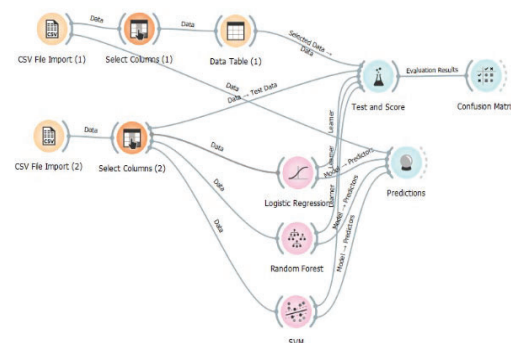 Data
Data
Selected Data → Data
CSV File Import (1)
Select Columns (1)
Data Table (1)
Data
Data → Test Data
Evaluation Results
Test and Score
Confusion Matr
Data
CSV File Import (2)
Select Columns (2)
Data
Learner
Learner
Learner
Model → Predictors
Model → Predictors
Model → Predictors
Logistic Regression
Predictions
Data
Random Forest
Data
SVM